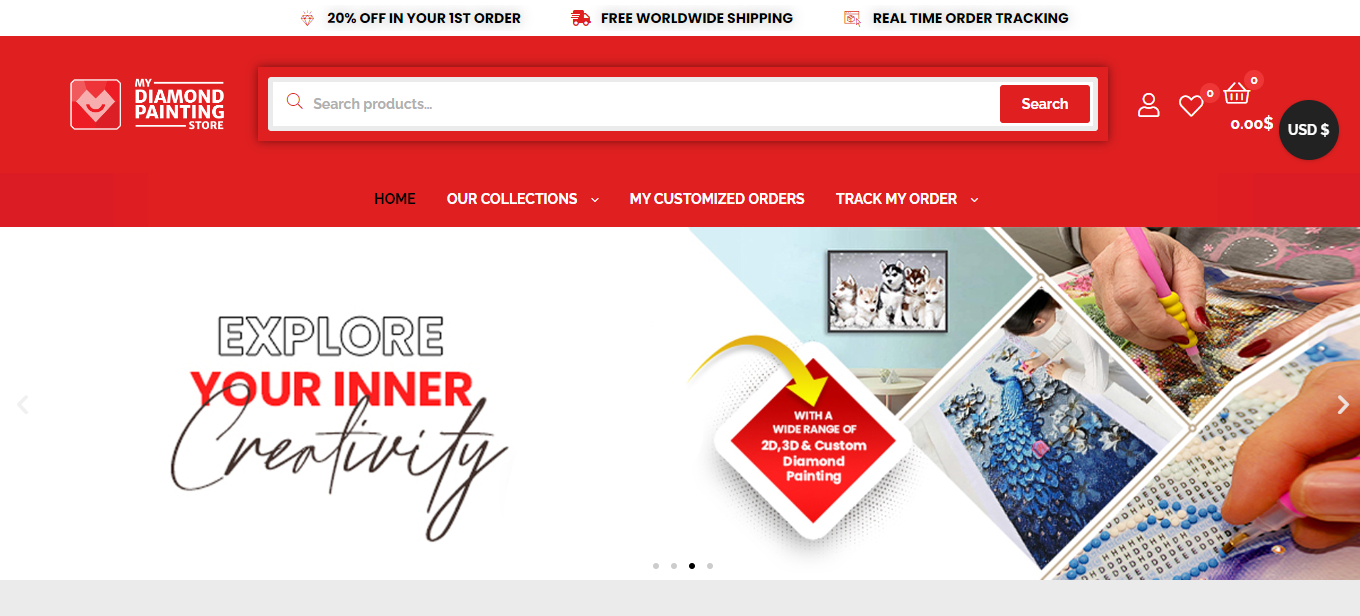 20% OFF IN YOUR 1ST ORDER
FREE WORLDWIDE SHIPPING
REAL TIME ORDER TRACKING
MY
DIAMOND
PAINTING
STORE
Search products...
Search
0
0
0.00$
USD $
HOME
OUR COLLECTIONS
MY CUSTOMIZED ORDERS
TRACK MY ORDER
EXPLORE
YOUR INNER
Creativity
WITH A
WIDE RANGE OF
2D,3D & Custom
Diamond
Painting